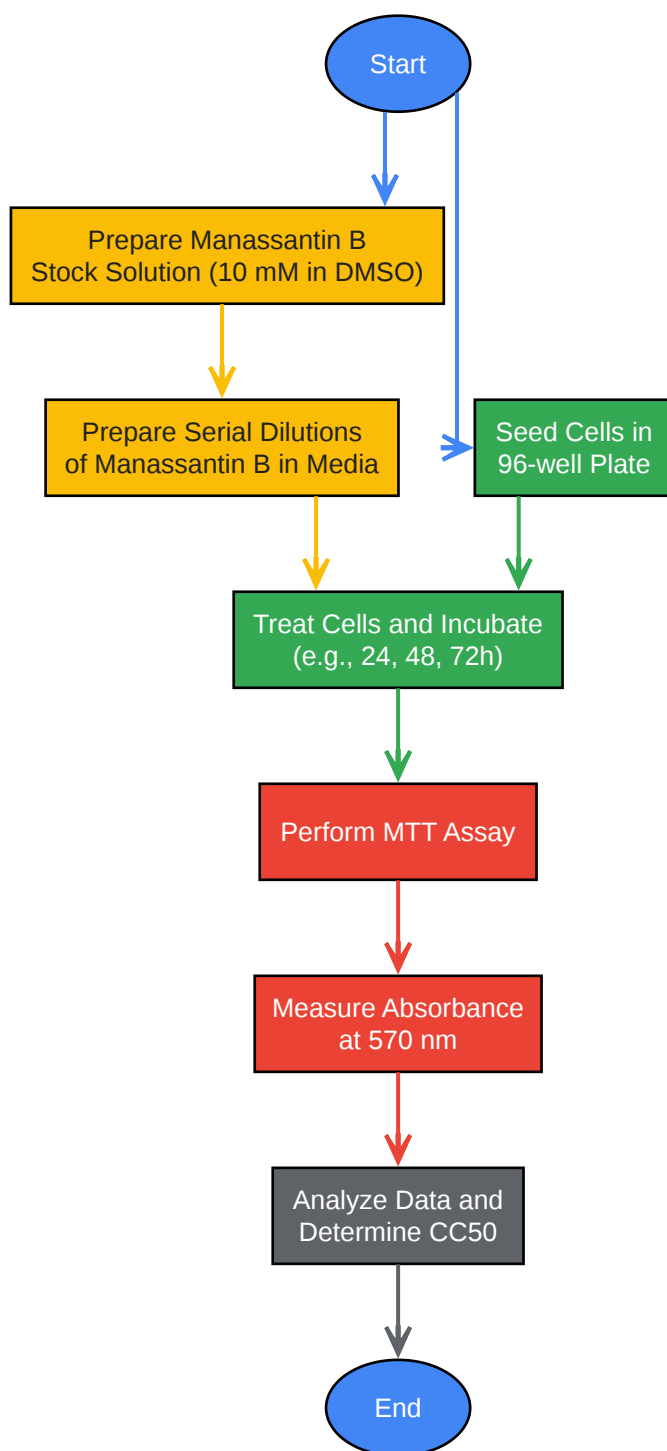 Start
Prepare Manassantin B
Stock Solution (10 mM in DMSO)
Prepare Serial Dilutions
of Manassantin B in Media
Seed Cells in
96-well Plate
Treat Cells and Incubate
(e.g., 24, 48, 72h)
Perform MTT Assay
Measure Absorbance
at 570 nm
Analyze Data and
Determine CC50
End